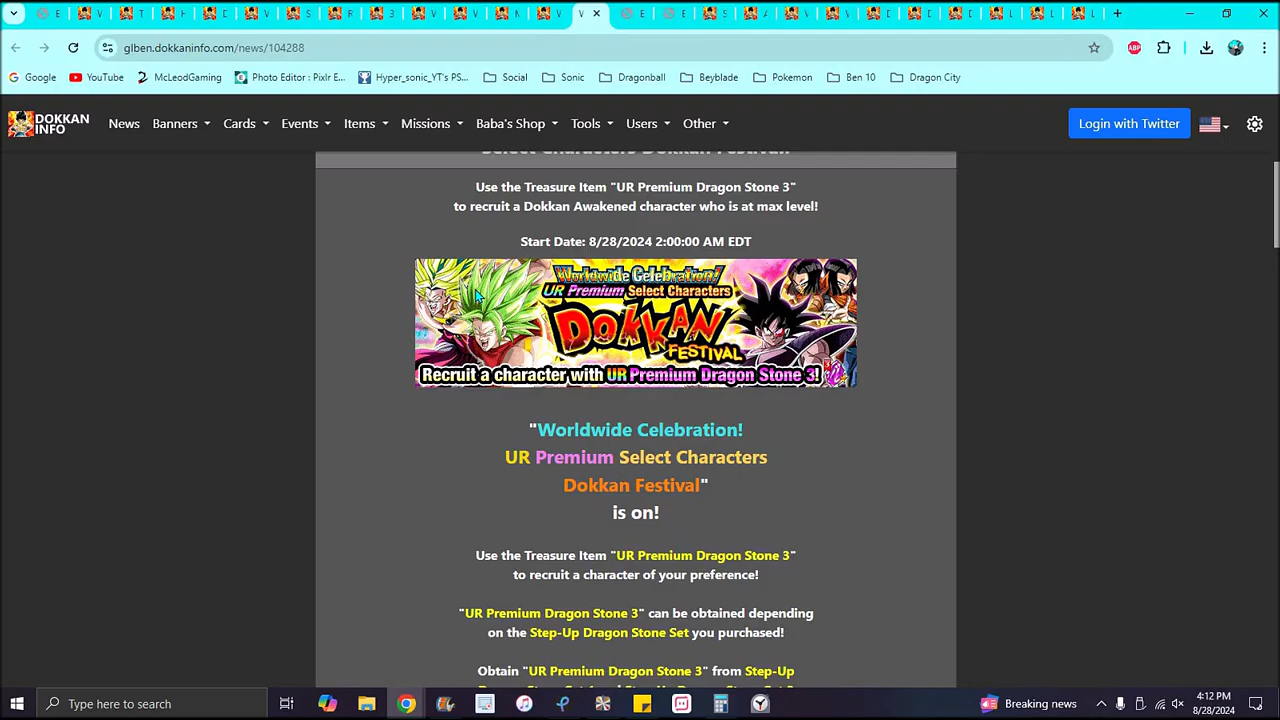 glben.dokkaninfo.com/news/104288
Google
YouTube
McLeodGaming
Photo Editor : Pixlr E...
Hyper_sonic_YT's PS...
Social
Sonic
Dragonball
Beyblade
Pokemon
Ben 10
Dragon City
DOKKAN
INFO
News
Banners
Cards
Events
Items
Missions
Baba's Shop
Tools
Users
Other
Login with Twitter
Select Characters Dokkan Festival!
Use the Treasure Item "UR Premium Dragon Stone 3"
to recruit a Dokkan Awakened character who is at max level!
Start Date: 8/28/2024 2:00:00 AM EDT
Worldwide Celebration!
UR Premium Select Characters
DOKKAN
FESTIVAL
Recruit a character with UR Premium Dragon Stone 3!
"Worldwide Celebration!
UR Premium Select Characters
Dokkan Festival"
is on!
Use the Treasure Item "UR Premium Dragon Stone 3"
to recruit a character of your preference!
"UR Premium Dragon Stone 3" can be obtained depending
on the Step-Up Dragon Stone Set you purchased!
Obtain "UR Premium Dragon Stone 3" from Step-Up
Type here to search
Breaking news
4:12 PM
8/28/2024